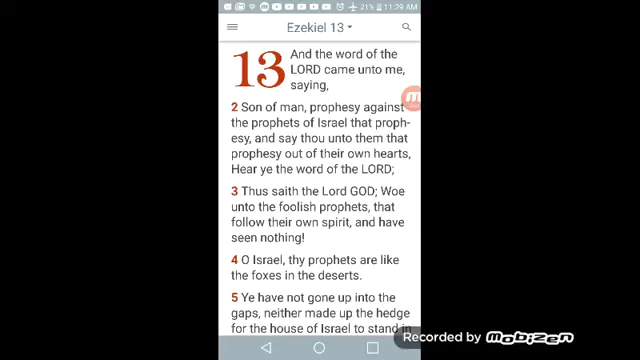 21% 11:29 AM
Ezekiel 13
13 And the word of the
LORD came unto me,
saying,
2 Son of man, prophesy against
the prophets of Israel that proph-
esy, and say thou unto them that
prophesy out of their own hearts,
Hear ye the word of the LORD;
3 Thus saith the Lord GOD; Woe
unto the foolish prophets, that
follow their own spirit, and have
seen nothing!
4 O Israel, thy prophets are like
the foxes in the deserts.
5 Ye have not gone up into the
gaps, neither made up the hedge
for the house of Israel to stand in
Recorded by Mobizen